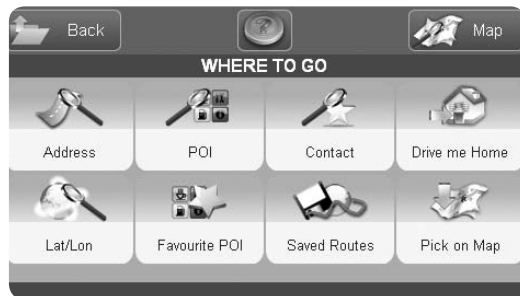 Back Map
WHERE TO GO
Address POI Contact Drive me Home
Lat/Lon Favourite POI Saved Routes Pick on Map